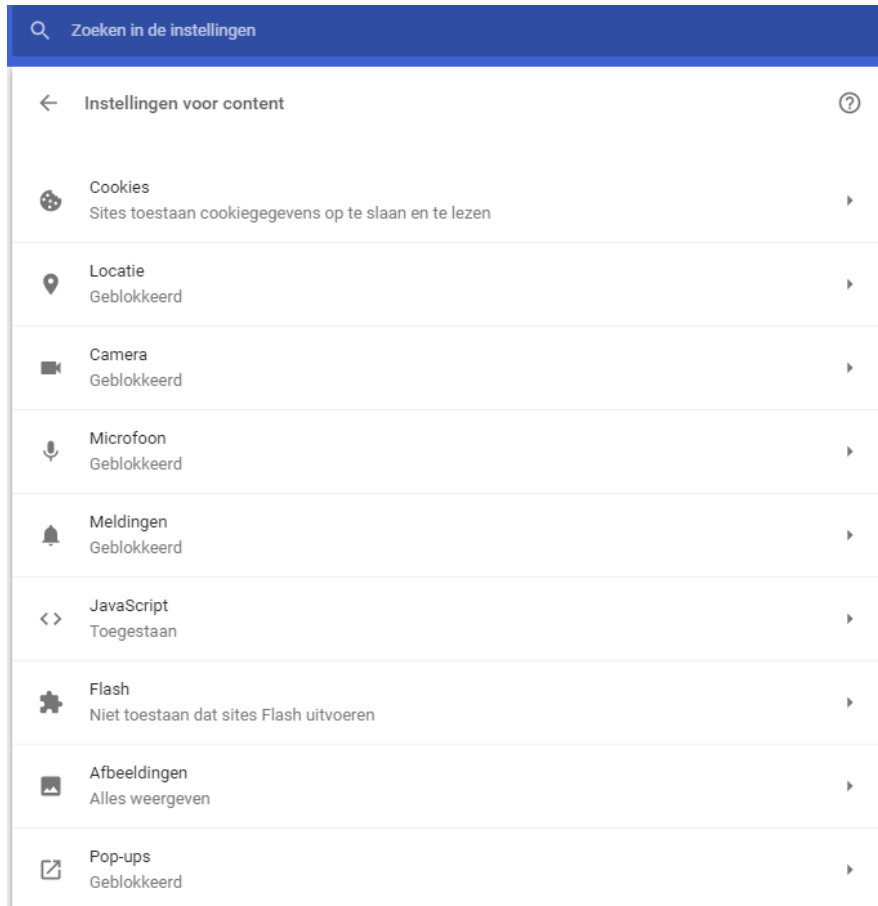 Zoeken in de instellingen
Instellingen voor content
Cookies
Sites toestaan cookiegegevens op te slaan en te lezen
Locatie
Geblokkeerd
Camera
Geblokkeerd
Microfoon
Geblokkeerd
Meldingen
Geblokkeerd
JavaScript
Toegestaan
Flash
Niet toestaan dat sites Flash uitvoeren
Afbeeldingen
Alles weergeven
Pop-ups
Geblokkeerd